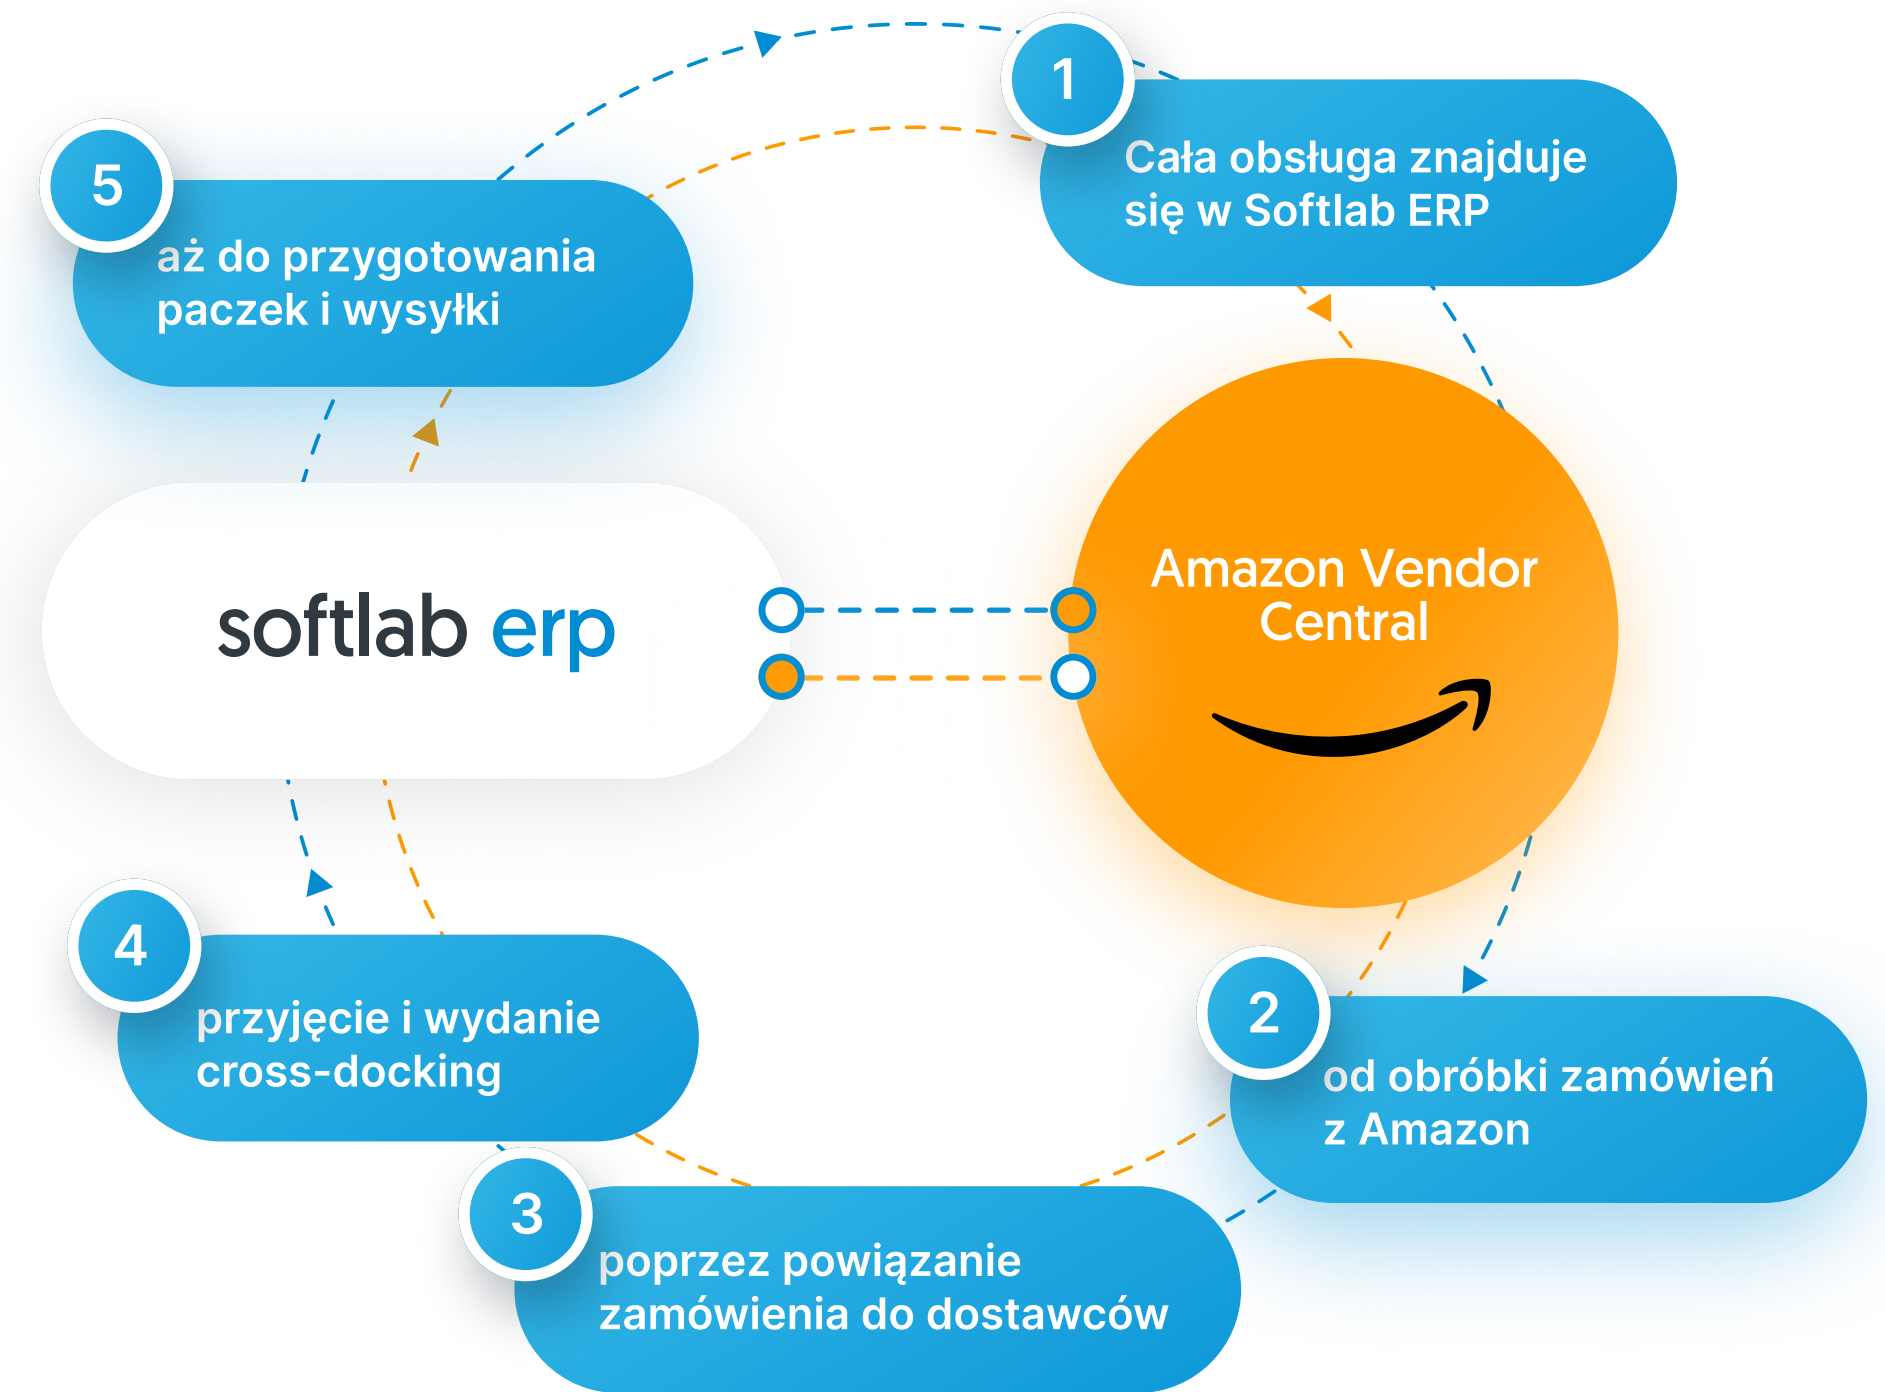 1
Cała obsługa znajduje
się w Softlab ERP
5
aż do przygotowania
paczek i wysyłki
softlab erp
Amazon Vendor
Central
4
przyjęcie i wydanie
cross-docking
2
od obróbki zamówień
z Amazon
3
poprzez powiązanie
zamówienia do dostawców